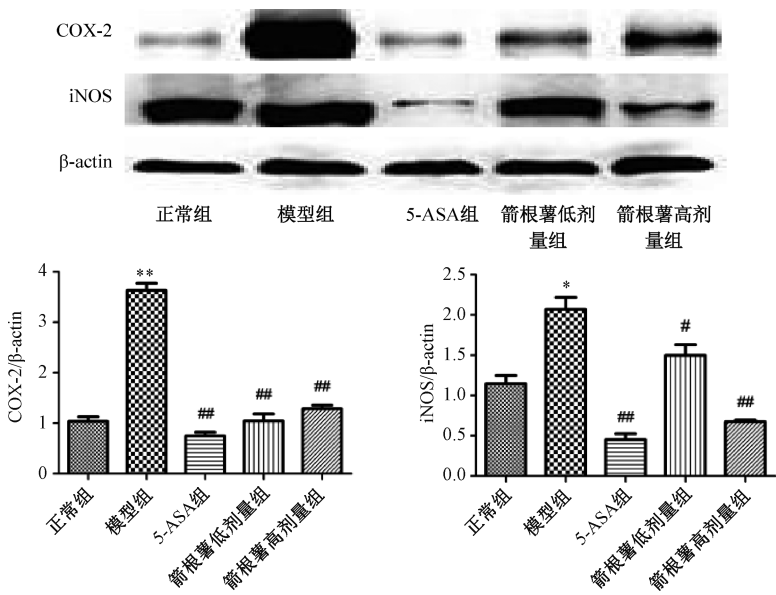 COX-2
iNOS
β-actin
正常组
模型组
5-ASA组
箭根薯低剂
量组
箭根薯高剂
量组
COX-2/β-actin
4
3
2
1
0
**
##
##
##
正常组
模型组
5-ASA组
箭根薯低剂量组
箭根薯高剂量组
iNOS/β-actin
2.5
2.0
1.5
1.0
0.5
0.0
*
##
#
##
正常组
模型组
5-ASA组
箭根薯低剂量组
箭根薯高剂量组